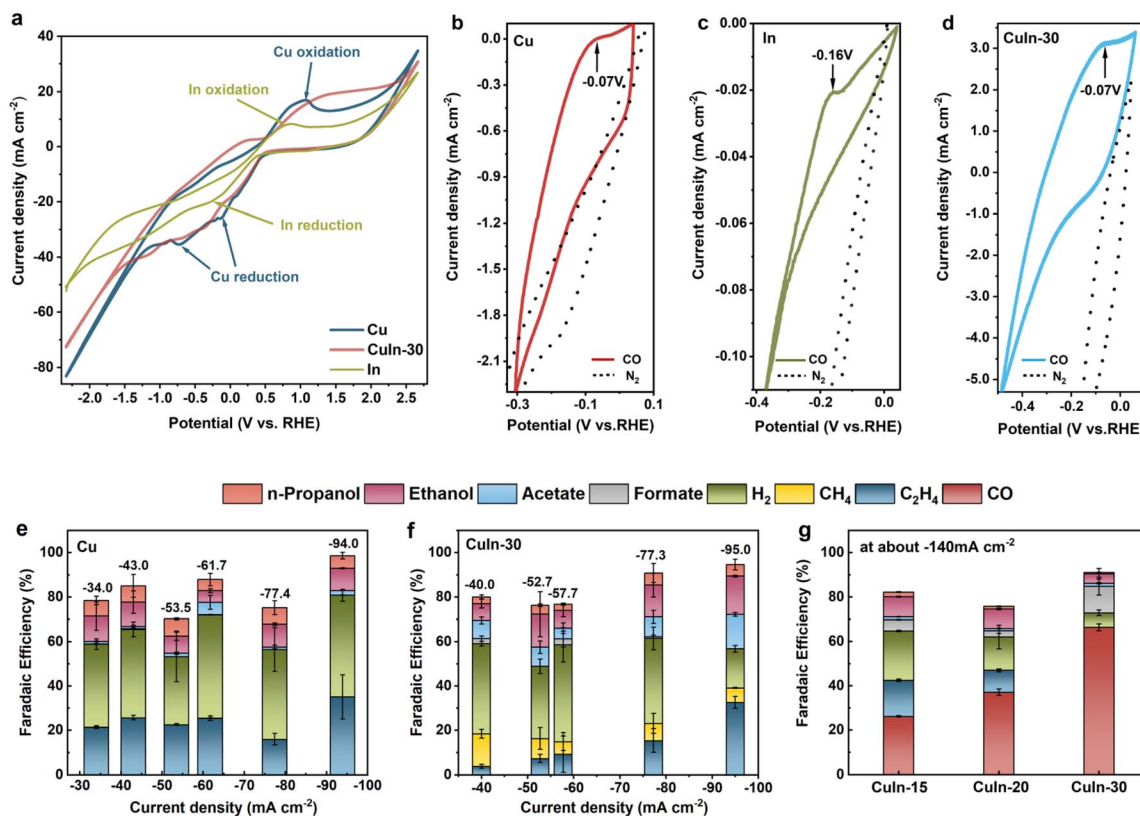 a
Cu oxidation
In oxidation
In reduction
Cu reduction
Cu
CuIn-30
In
40
20
0
-20
-40
-60
-80
Current density (mA cm⁻²)
-2.0 -1.5 -1.0 -0.5 0.0 0.5 1.0 1.5 2.0 2.5
Potential (V vs. RHE)
b
Cu
-0.07V
CO
N₂
0.0
-0.3
-0.6
-0.9
-1.2
-1.5
-1.8
-2.1
Current density (mA cm⁻²)
-0.3 -0.1 0.1
Potential (V vs.RHE)
c
In
-0.16V
CO
N₂
0.00
-0.02
-0.04
-0.06
-0.08
-0.10
Current density (mA cm⁻²)
-0.4 -0.2 0.0
Potential (V vs.RHE)
d
CuIn-30
-0.07V
CO
N₂
3.0
2.0
1.0
0.0
-1.0
-2.0
-3.0
-4.0
-5.0
Current density (mA cm⁻²)
-0.4 -0.2 0.0
Potential (V vs.RHE)
n-Propanol Ethanol Acetate Formate H₂ CH₄ C₂H₄ CO
e
Cu
-34.0
-43.0
-53.5
-61.7
-77.4
-94.0
100
80
60
40
20
0
Faradaic Efficiency (%)
-30 -40 -50 -60 -70 -80 -90 -100
Current density (mA cm⁻²)
f
CuIn-30
-40.0
-52.7
-57.7
-77.3
-95.0
100
80
60
40
20
0
Faradaic Efficiency (%)
-40 -50 -60 -70 -80 -90 -100
Current density (mA cm⁻²)
g
at about -140mA cm⁻²
100
80
60
40
20
0
Faradaic Efficiency (%)
CuIn-15 CuIn-20 CuIn-30